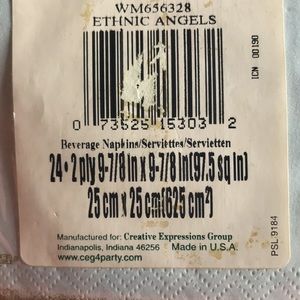 WM656328
ETHNIC ANGELS
0 73525 15303 2
Beverage Napkins/Serviettes/Servietten
24 • 2 ply 9-7/8 in x 9-7/8 in(97.5 sq in)
25 cm x 25 cm(625 cm²)
Manufactured for: Creative Expressions Group
Indianapolis, Indiana 46256 Made in U.S.A.
www.ceg4party.com
ICN 00190
PSL 9184